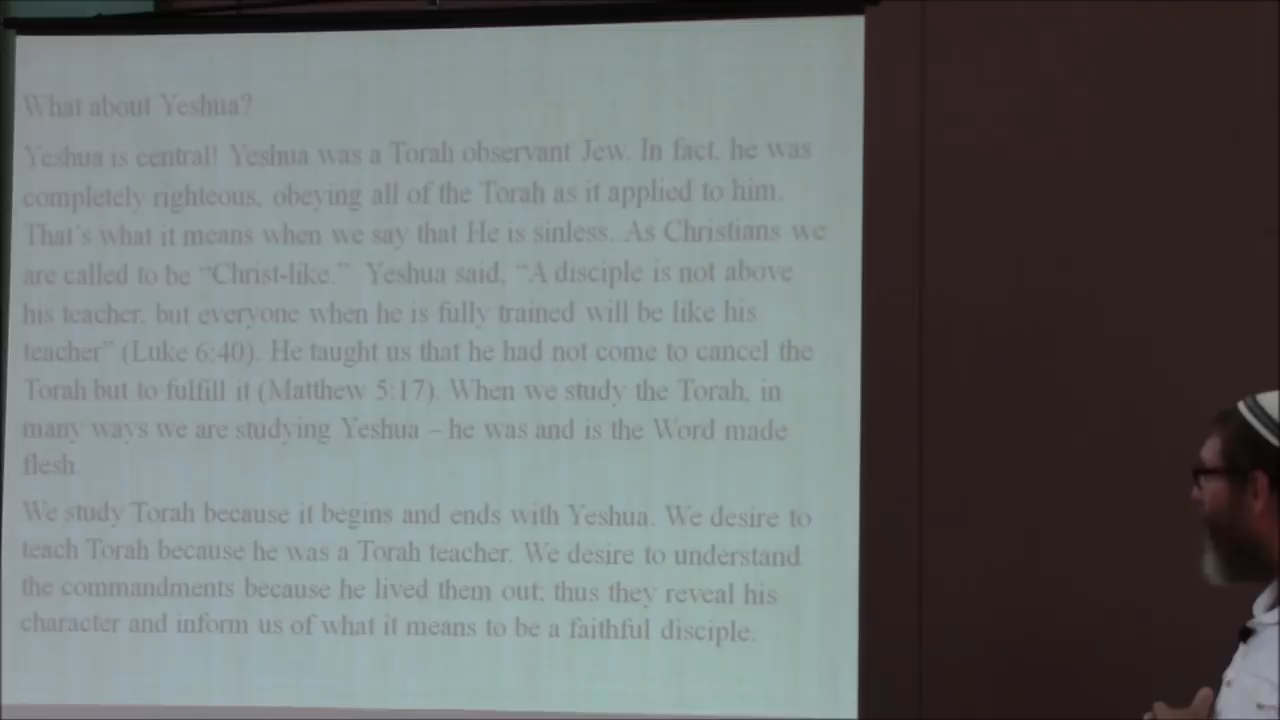 What about Yeshua?
Yeshua is central! Yeshua was a Torah observant Jew. In fact, he was
completely righteous, obeying all of the Torah as it applied to him.
That's what it means when we say that He is sinless. As Christians we
are called to be “Christ-like.” Yeshua said, “A disciple is not above
his teacher, but everyone when he is fully trained will be like his
teacher” (Luke 6:40). He taught us that he had not come to cancel the
Torah but to fulfill it (Matthew 5:17). When we study the Torah, in
many ways we are studying Yeshua – he was and is the Word made
flesh.
We study Torah because it begins and ends with Yeshua. We desire to
teach Torah because he was a Torah teacher. We desire to understand
the commandments because he lived them out; thus they reveal his
character and inform us of what it means to be a faithful disciple.